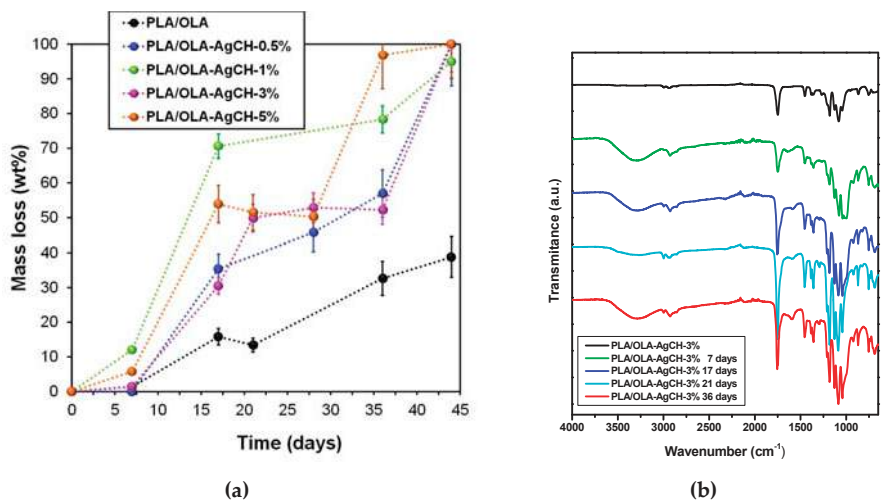 PLA/OLA
PLA/OLA-AgCH-0.5%
PLA/OLA-AgCH-1%
PLA/OLA-AgCH-3%
PLA/OLA-AgCH-5%
100
90
80
70
60
50
40
30
20
10
0
Mass loss (wt%)
0 5 10 15 20 25 30 35 40 45
Time (days)
(a)
Transmitance (a.u.)
PLA/OLA-AgCH-3%
PLA/OLA-AgCH-3% 7 days
PLA/OLA-AgCH-3% 17 days
PLA/OLA-AgCH-3% 21 days
PLA/OLA-AgCH-3% 36 days
4000 3500 3000 2500 2000 1500 1000
Wavenumber (cm-1)
(b)